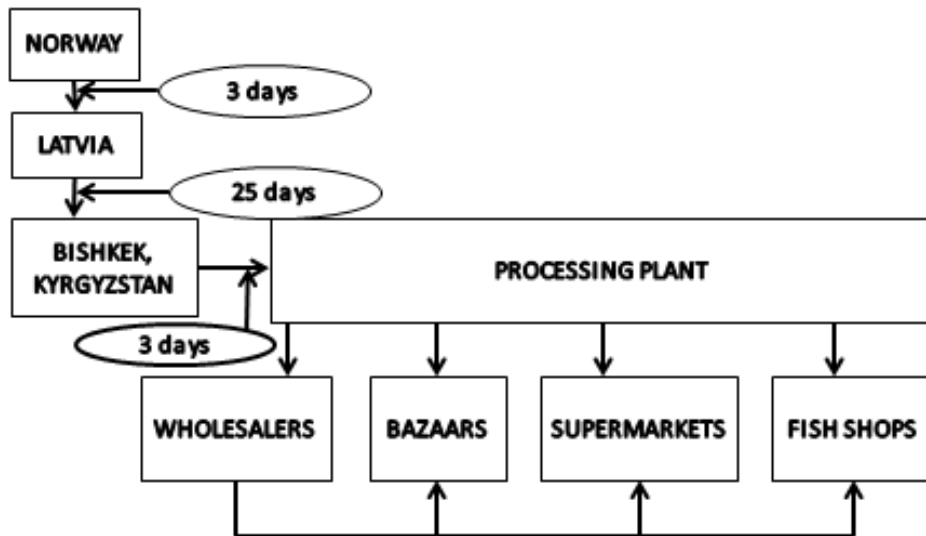 NORWAY
3 days
LATVIA
25 days
BISHKEK,
KYRGYZSTAN
PROCESSING PLANT
3 days
WHOLESALERS
BAZAARS
SUPERMARKETS
FISH SHOPS